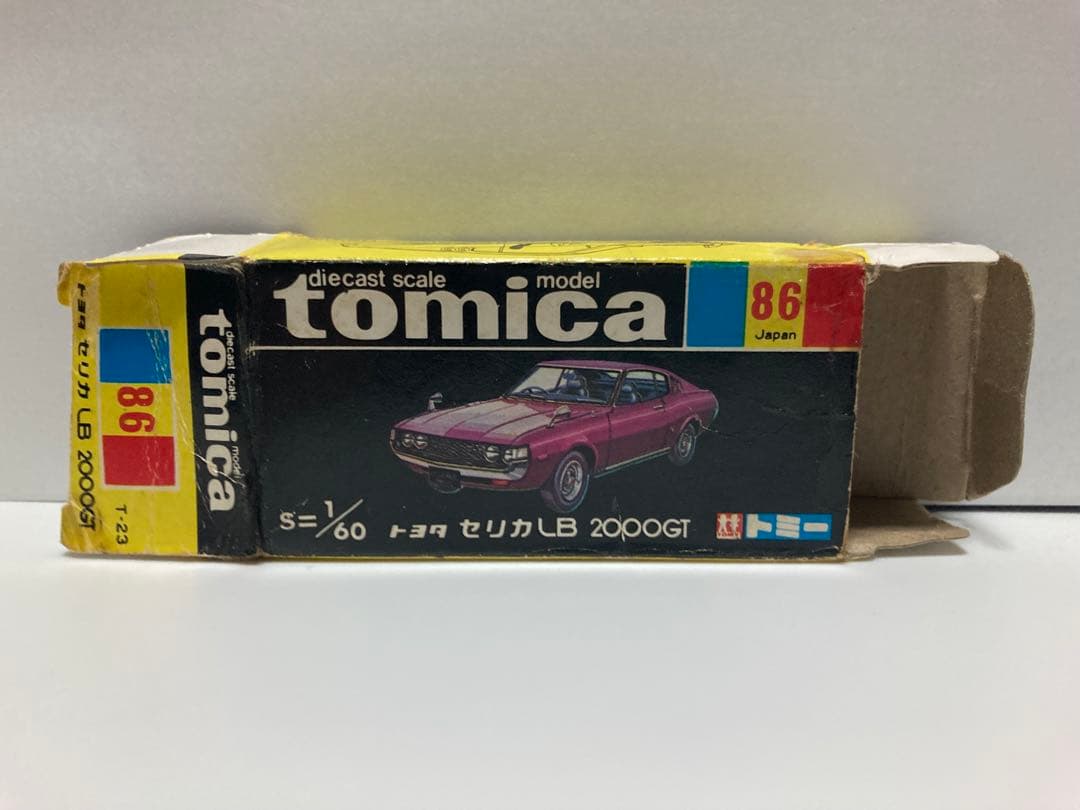 diecast scale model
tomica
86
Japan
S=1/60 トヨタ セリカLB 2000GT
TOMY トミー
トヨタ セリカLB 2000GT
86
T-23
diecast scale model
tomica